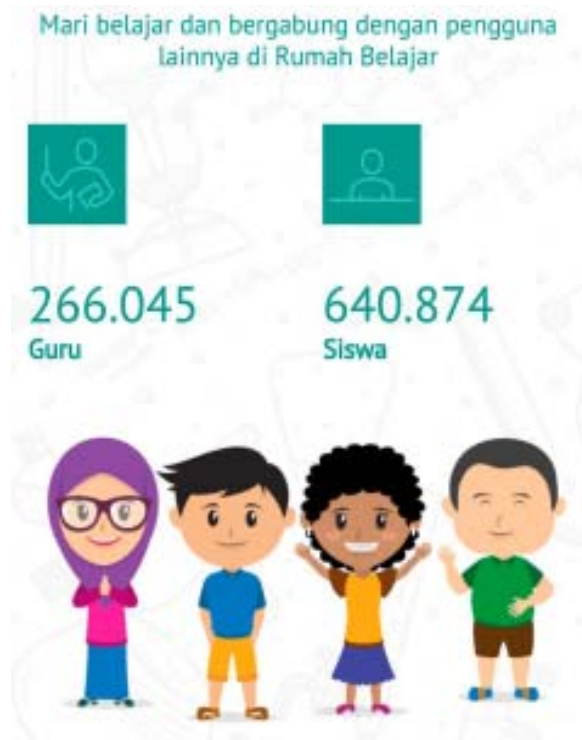 Mari belajar dan bergabung dengan pengguna
lainnya di Rumah Belajar
266.045
640.874
Guru
Siswa